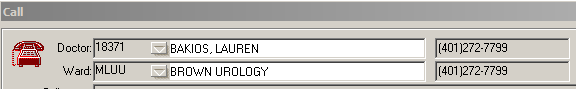 Call
Doctor: 18371 BAKIOS, LAUREN (401)272-7799
Ward: MLUU BROWN UROLOGY (401)272-7799